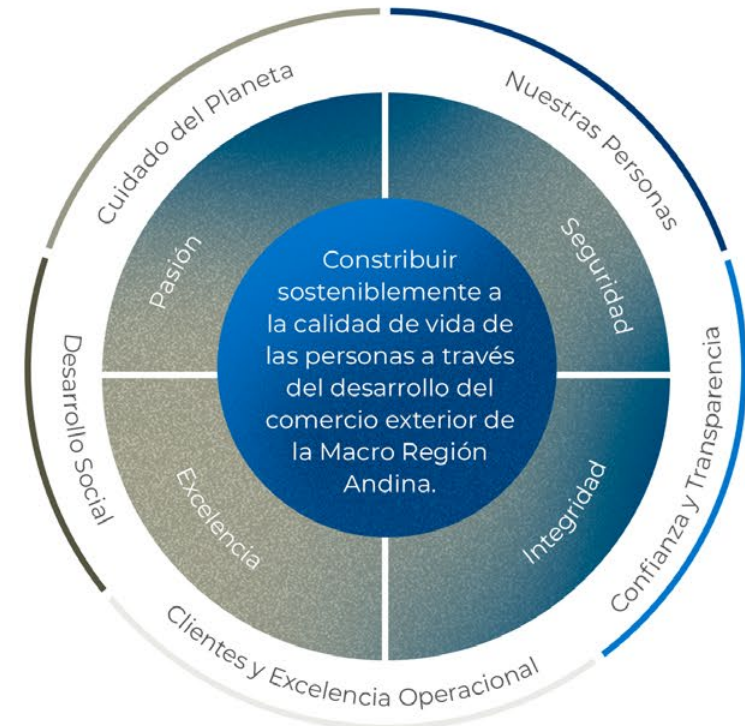 Cuidado del Planeta
Nuestras Personas
Pasión
Seguridad
Constribuir
sosteniblemente a
la calidad de vida de
las personas a través
del desarrollo del
comercio exterior de
la Macro Región
Andina.
Desarrollo Social
Confianza y Transparencia
Excelencia
Integridad
Clientes y Excelencia Operacional